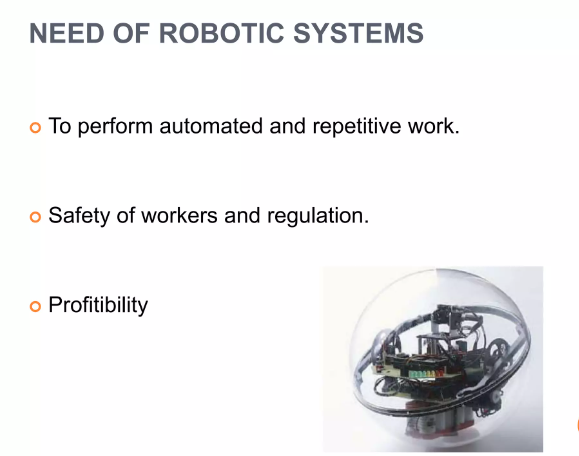 NEED OF ROBOTIC SYSTEMS
To perform automated and repetitive work.
Safety of workers and regulation.
Profitibility